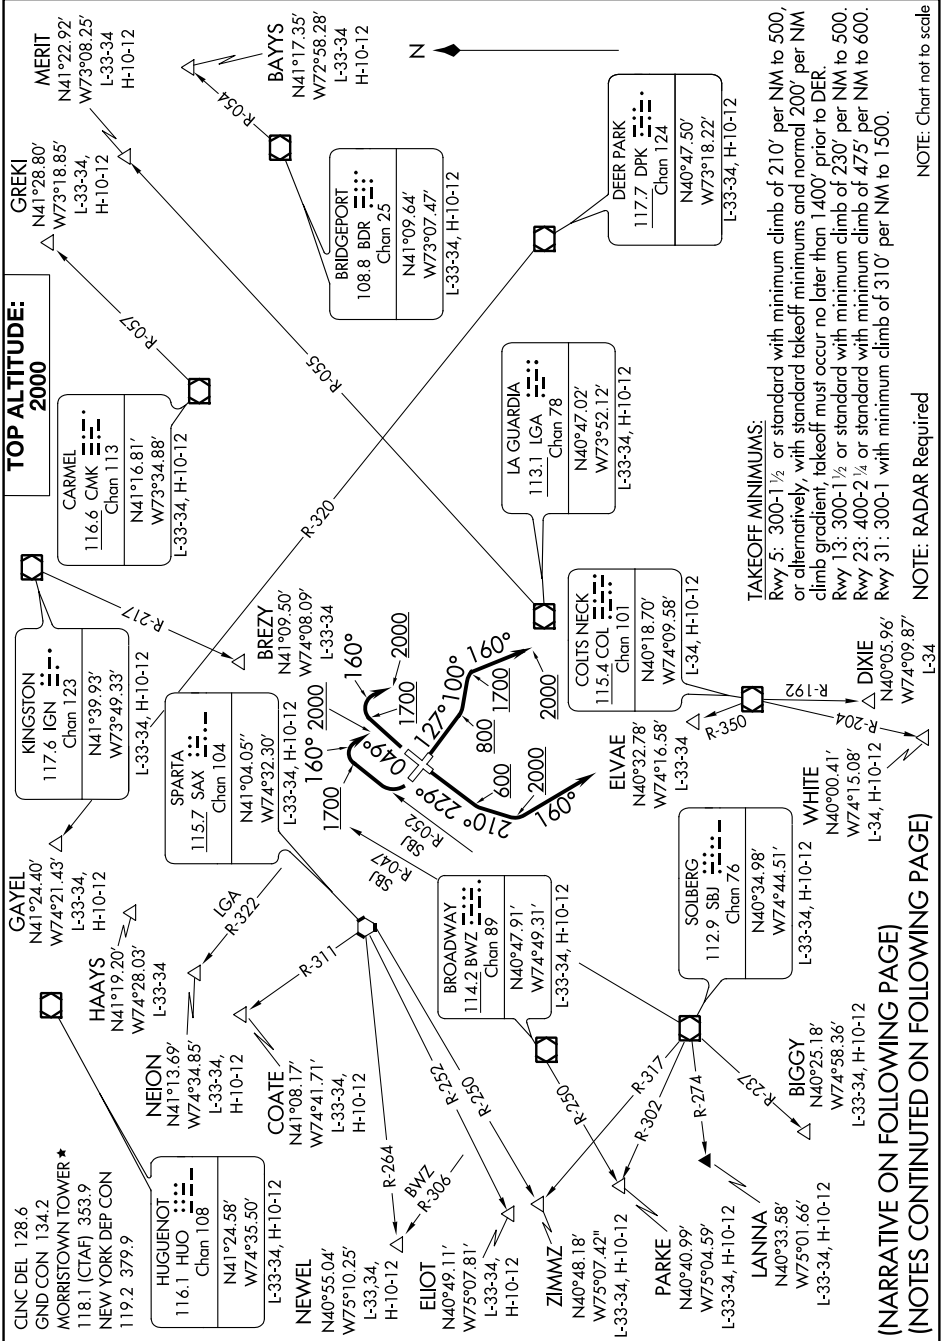 CLNC DEL 128.6
GND CON 134.2
MORRISTOWN TOWER★
118.1 (CTAF) 353.9
NEW YORK DEP CON
119.2 379.9
TOP ALTITUDE:
2000
HUGUENOT
116.1 HUO
Chan 108
N41°24.58'
W74°35.50'
L-33-34, H-10-12
HAAYS
N41°19.20'
W74°28.03'
L-33-34
GAYEL
N41°24.40'
W74°21.43'
L-33-34,
H-10-12
KINGSTON
117.6 IGN
Chan 123
N41°39.93'
W73°49.33'
L-33-34, H-10-12
R-217
CARMEL
116.6 CMK
Chan 113
N41°16.81'
W73°34.88'
L-33-34, H-10-12
R-057
GREKI
N41°28.80'
W73°18.85'
L-33-34,
H-10-12
MERIT
N41°22.92'
W73°08.25'
L-33-34
H-10-12
NEION
N41°13.69'
W74°34.85'
L-33-34,
H-10-12
LGA
R-322
COATE
N41°08.17'
W74°41.71'
L-33-34,
H-10-12
R-311
SPARTA
115.7 SAX
Chan 104
N41°04.05''
W74°32.30'
L-33-34, H-10-12
BREZY
N41°09.50'
W74°08.09'
L-33-34
R-320
R-055
BRIDGEPORT
108.8 BDR
Chan 25
N41°09.64'
W73°07.47'
L-33-34, H-10-12
R-054
BAYYS
N41°17.35'
W72°58.28'
L-33-34
H-10-12
N
NEWEL
N40°55.04'
W75°10.25'
L-33,34,
H-10-12
R-264
BWZ
R-306
R-252
R-250
ELIOT
N40°49.11'
W75°07.81'
L-33-34,
H-10-12
ZIMMZ
N40°48.18'
W75°07.42"
L-33-34, H-10-12
BROADWAY
114.2 BWZ
Chan 89
N40°47.91'
W74°49.31'
L-33-34, H-10-12
R-250
R-317
SBJ
R-047
SBJ
R-052
160° 2000
1700
049°
160°
2000
1700
127°
100°
800
1700
160°
2000
229°
600
210°
2000
160°
LA GUARDIA
113.1 LGA
Chan 78
N40°47.02'
W73°52.12'
L-33-34, H-10-12
DEER PARK
117.7 DPK
Chan 124
N40°47.50'
W73°18.22'
L-33-34, H-10-12
PARKE
N40°40.99'
W75°04.59'
L-33-34, H-10-12
R-302
LANNA
N40°33.58'
W75°01.66'
L-33-34, H-10-12
R-274
R-237
BIGGY
N40°25.18'
W74°58.36'
L-33-34, H-10-12
SOLBERG
112.9 SBJ
Chan 76
N40°34.98'
W74°44.51'
L-33-34, H-10-12
ELVAE
N40°32.78'
W74°16.58'
L-33-34
R-350
COLTS NECK
115.4 COL
Chan 101
N40°18.70'
W74°09.58'
L-34, H-10-12
R-192
R-204
WHITE
N40°00.41'
W74°15.08'
L-34, H-10-12
DIXIE
N40°05.96'
W74°09.87'
L-34
TAKEOFF MINIMUMS:
Rwy 5: 300-1 ½ or standard with minimum climb of 210' per NM to 500,
or alternatively, with standard takeoff minimums and normal 200' per NM
climb gradient, takeoff must occur no later than 1400' prior to DER.
Rwy 13: 300-1½ or standard with minimum climb of 230' per NM to 500.
Rwy 23: 400-2 ¼ or standard with minimum climb of 475' per NM to 600.
Rwy 31: 300-1 with minimum climb of 310' per NM to 1500.
NOTE: RADAR Required
NOTE: Chart not to scale
(NARRATIVE ON FOLLOWING PAGE)
(NOTES CONTINUTED ON FOLLOWING PAGE)